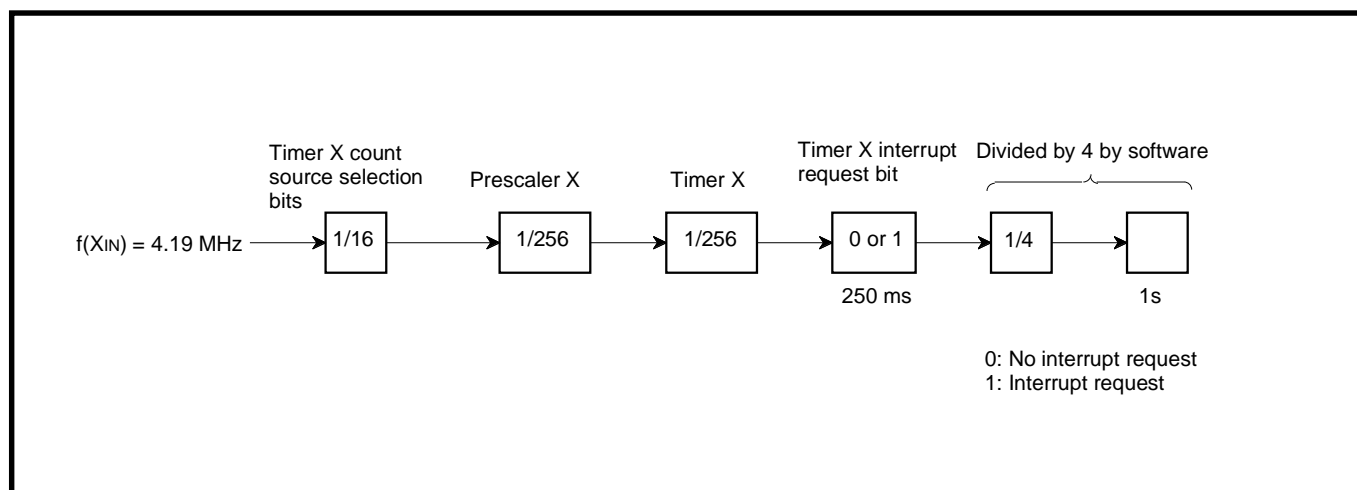 Timer X count
source selection
bits
Prescaler X
Timer X
Timer X interrupt
request bit
Divided by 4 by software
f(XIN) = 4.19 MHz
1/16
1/256
1/256
0 or 1
1/4
250 ms
1s
0: No interrupt request
1: Interrupt request